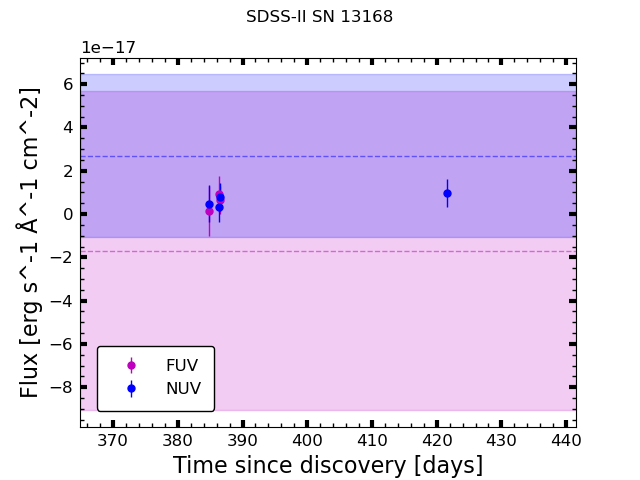 SDSS-II SN 13168
1e−17
6
4
2
0
−2
−4
−6
−8
Flux [erg s^-1 Å^-1 cm^-2]
FUV
NUV
370 380 390 400 410 420 430 440
Time since discovery [days]